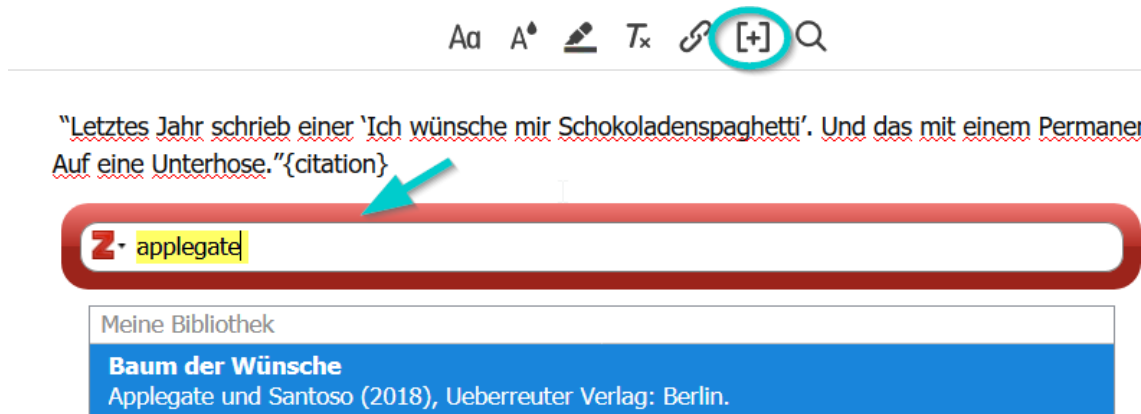 “Letztes Jahr schrieb einer ‘Ich wünsche mir Schokoladenspaghetti’. Und das mit einem Permaner
Auf eine Unterhose.”{citation}
Z applegate
Meine Bibliothek
Baum der Wünsche
Applegate und Santoso (2018), Ueberreuter Verlag: Berlin.